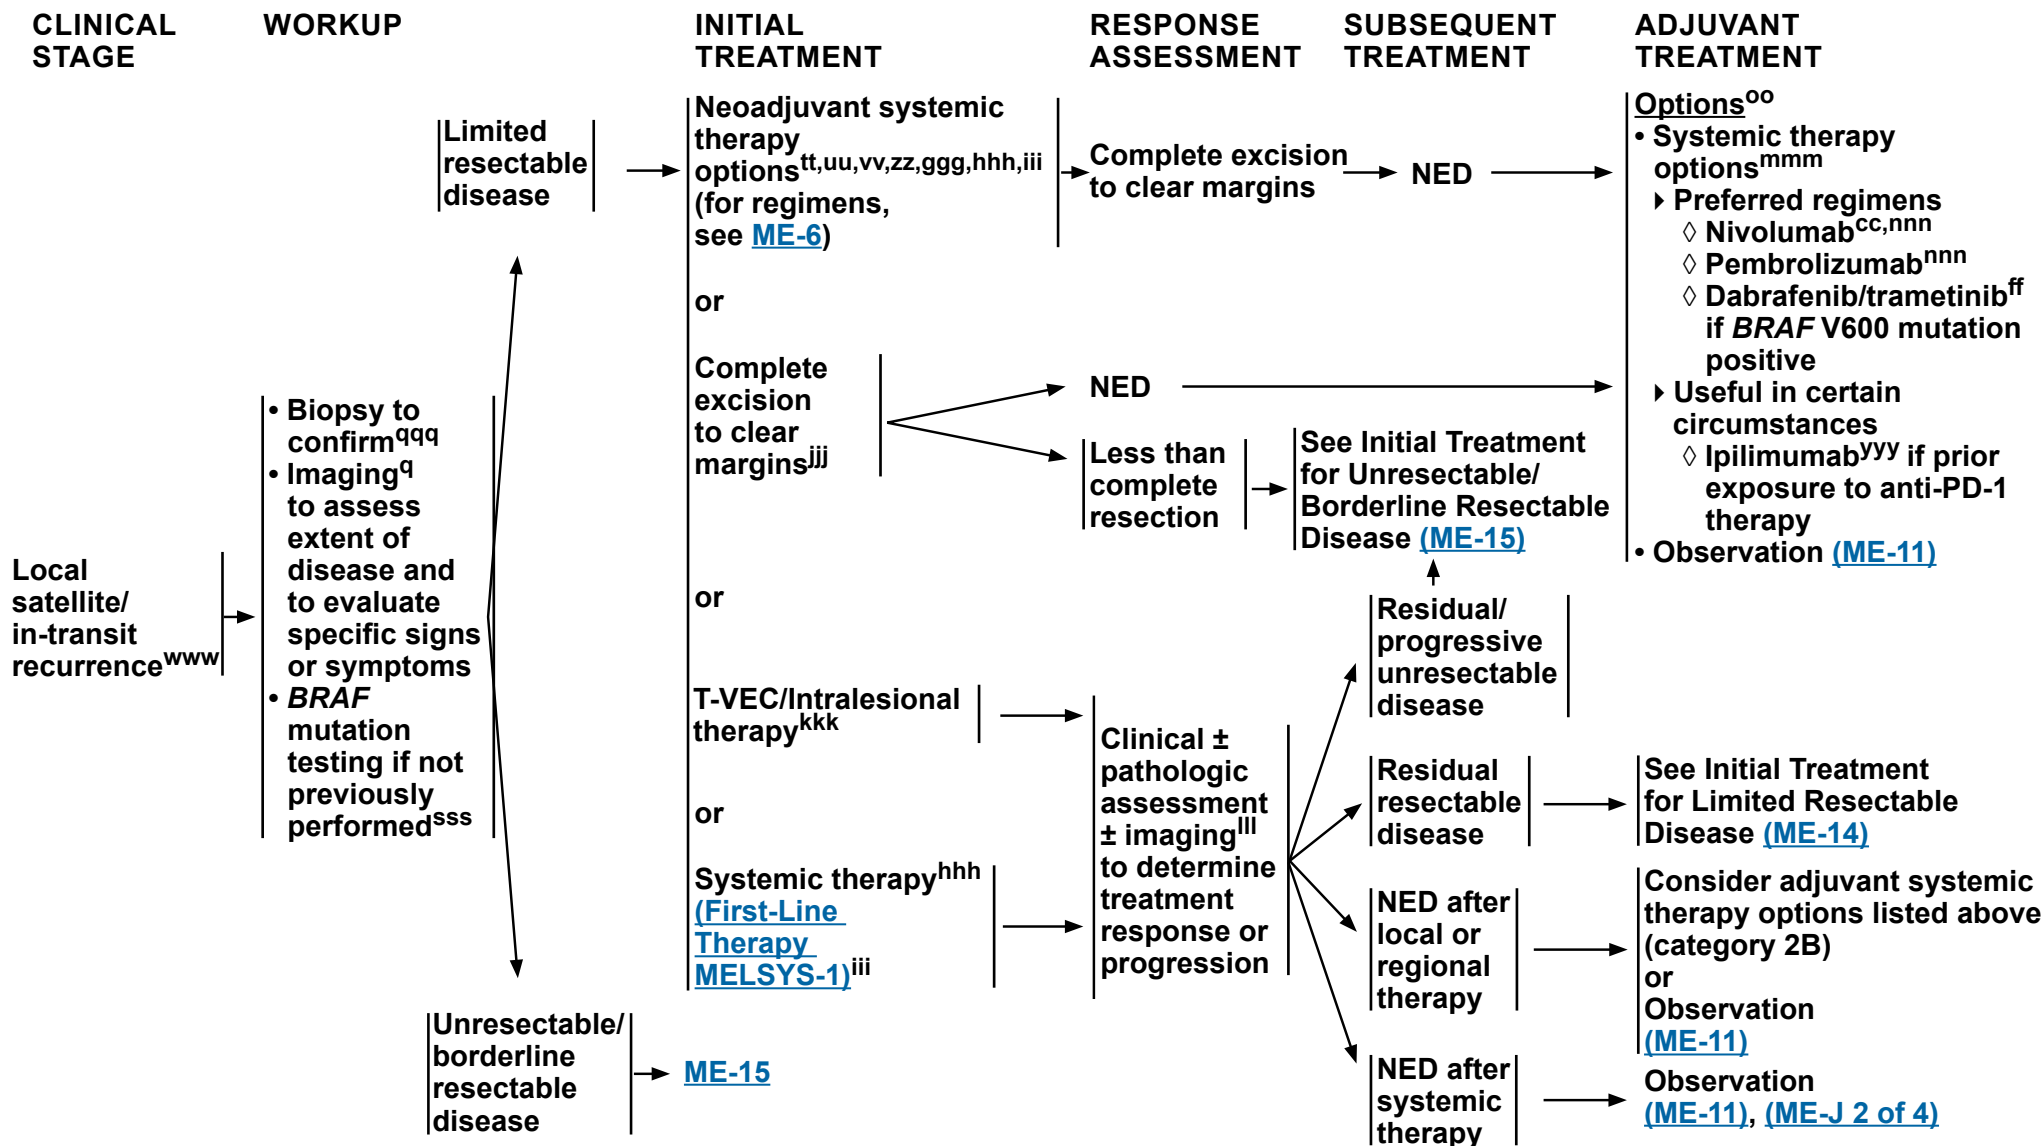 CLINICAL
STAGE
WORKUP
INITIAL
TREATMENT
RESPONSE
ASSESSMENT
SUBSEQUENT
TREATMENT
ADJUVANT
TREATMENT
Local
satellite/
in-transit
recurrencewww
• Biopsy to
confirmqqq
• Imagingq
to assess
extent of
disease and
to evaluate
specific signs
or symptoms
• BRAF
mutation
testing if not
previously
performedsss
Limited
resectable
disease
Neoadjuvant systemic
therapy
optionstt,uu,vv,zz,ggg,hhh,iii
(for regimens,
see ME-6)
or
Complete
excision
to clear
marginsjjj
or
T-VEC/Intralesional
therapykkk
or
Systemic therapyhhh
(First-Line
Therapy
MELSYS-1)iii
Unresectable/
borderline
resectable
disease
ME-15
Complete excision
to clear margins
NED
NED
Less than
complete
resection
See Initial Treatment
for Unresectable/
Borderline Resectable
Disease (ME-15)
Clinical ±
pathologic
assessment
± imaginglll
to determine
treatment
response or
progression
Residual/
progressive
unresectable
disease
Residual
resectable
disease
NED after
local or
regional
therapy
NED after
systemic
therapy
Optionsoo
• Systemic therapy
optionsmmm
▸ Preferred regimens
◊ Nivolumabcc,nnn
◊ Pembrolizumabnnn
◊ Dabrafenib/trametinibff
if BRAF V600 mutation
positive
▸ Useful in certain
circumstances
◊ Ipilimumabyyy if prior
exposure to anti-PD-1
therapy
• Observation (ME-11)
See Initial Treatment
for Limited Resectable
Disease (ME-14)
Consider adjuvant systemic
therapy options listed above
(category 2B)
or
Observation
(ME-11)
Observation
(ME-11), (ME-J 2 of 4)